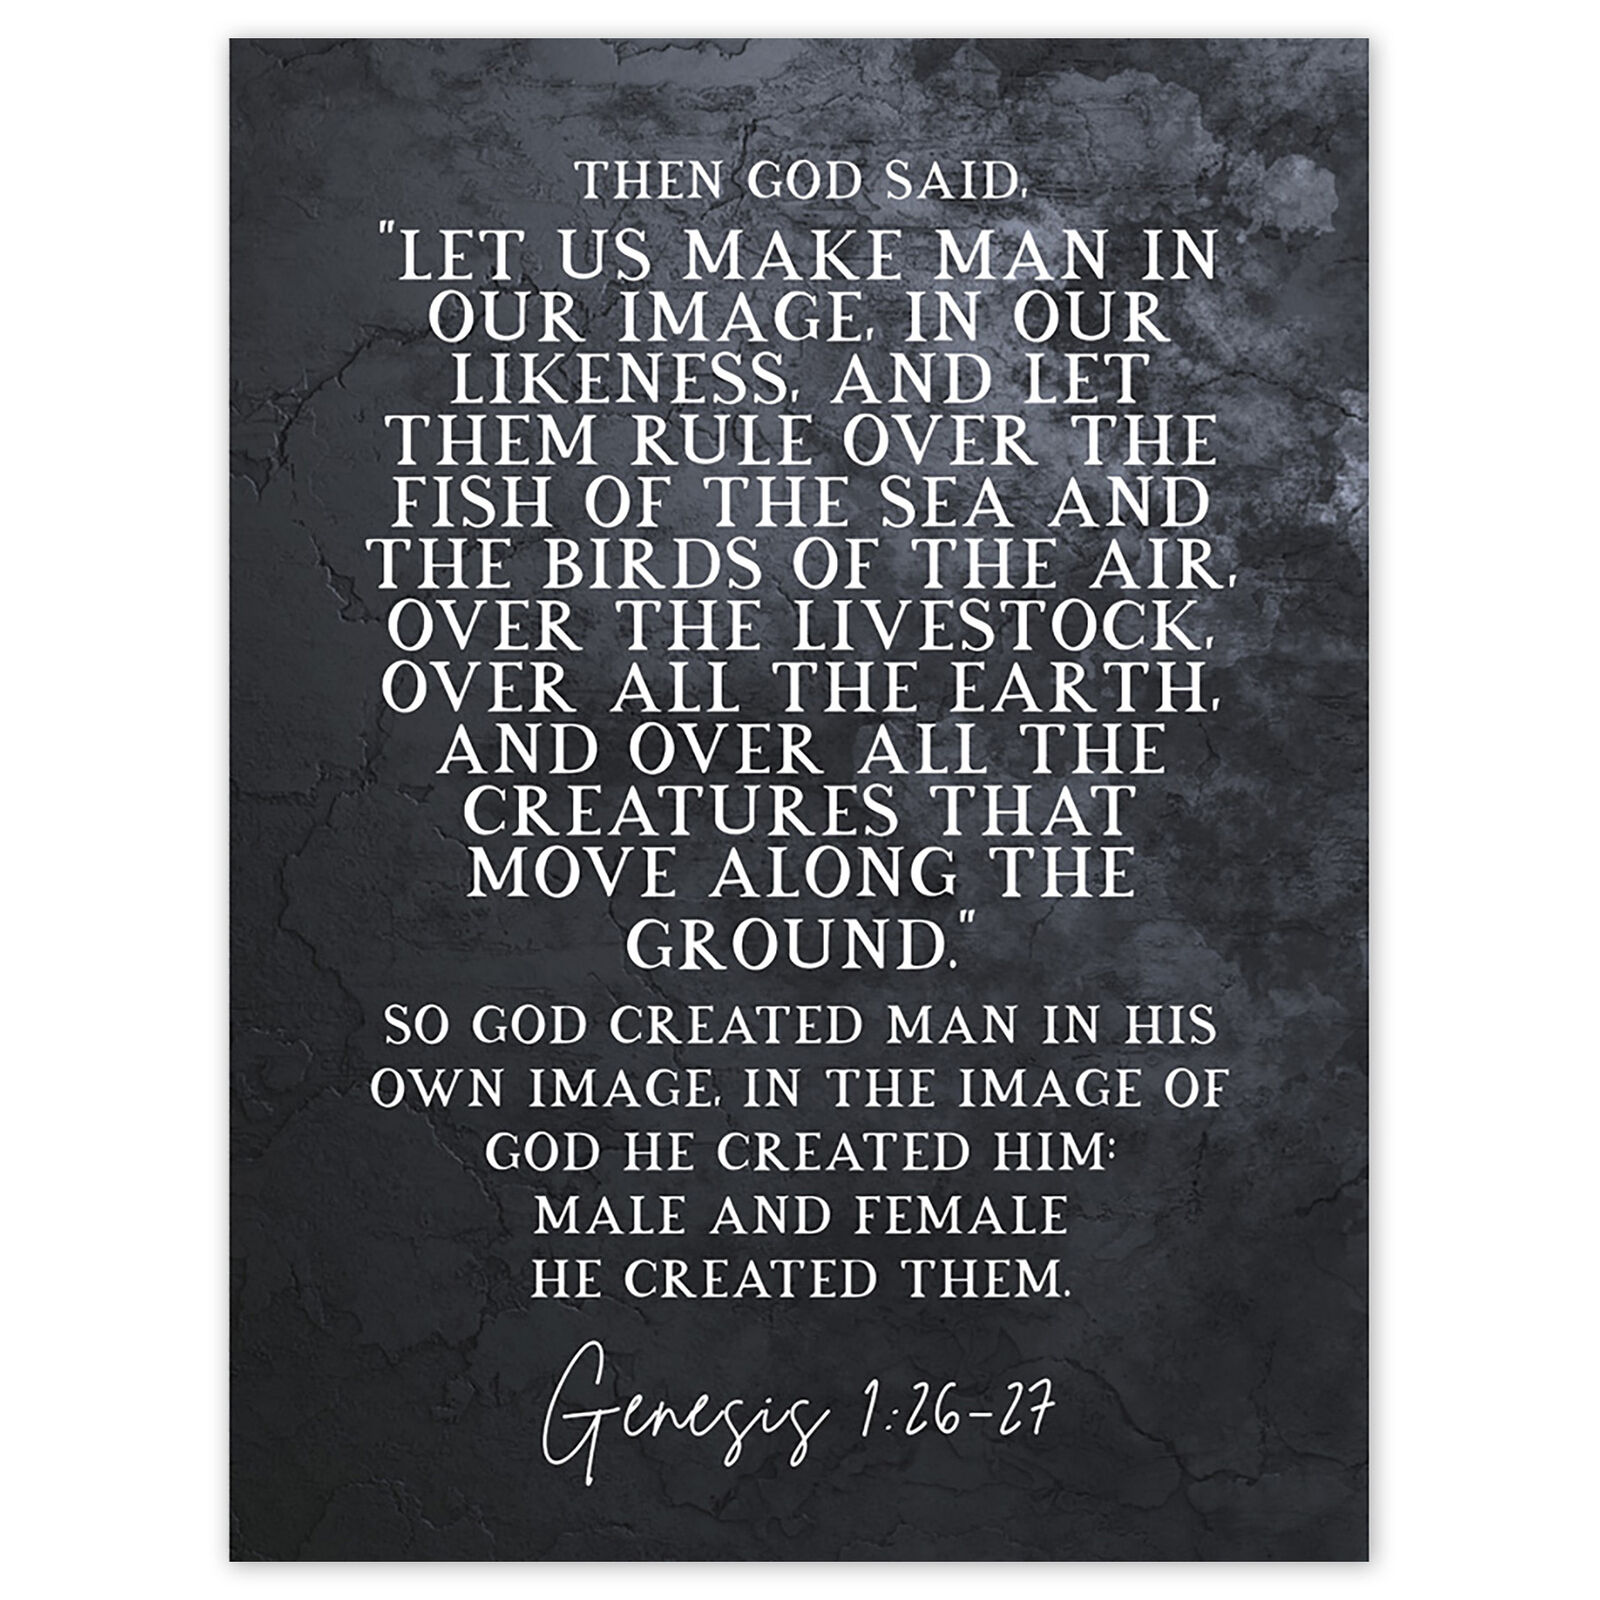 THEN GOD SAID,
"LET US MAKE MAN IN
OUR IMAGE, IN OUR
LIKENESS, AND LET
THEM RULE OVER THE
FISH OF THE SEA AND
THE BIRDS OF THE AIR,
OVER THE LIVESTOCK,
OVER ALL THE EARTH,
AND OVER ALL THE
CREATURES THAT
MOVE ALONG THE
GROUND."
SO GOD CREATED MAN IN HIS
OWN IMAGE, IN THE IMAGE OF
GOD HE CREATED HIM:
MALE AND FEMALE
HE CREATED THEM.
Genesis 1:26-27